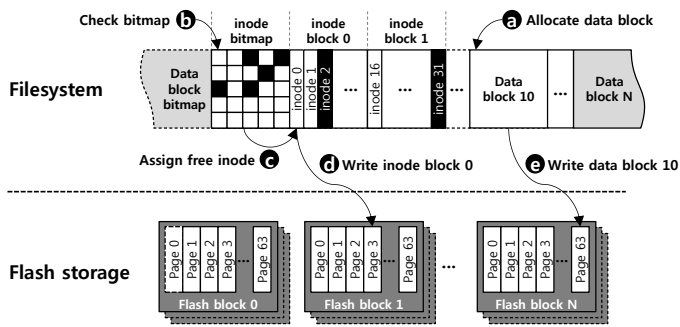 Check bitmap b
inode
bitmap
inode
block 0
inode
block 1
a Allocate data block
Filesystem
Data
block
bitmap
inode 0
inode 1
inode 2
...
inode 16
...
inode 31
...
Data
block 10
...
Data
block N
Assign free inode c
d Write inode block 0
e Write data block 10
Flash storage
Page 0
Page 1
Page 2
Page 3
...
Page 63
Flash block 0
Page 0
Page 1
Page 2
Page 3
...
Page 63
Flash block 1
...
Page 0
Page 1
Page 2
Page 3
...
Page 63
Flash block N